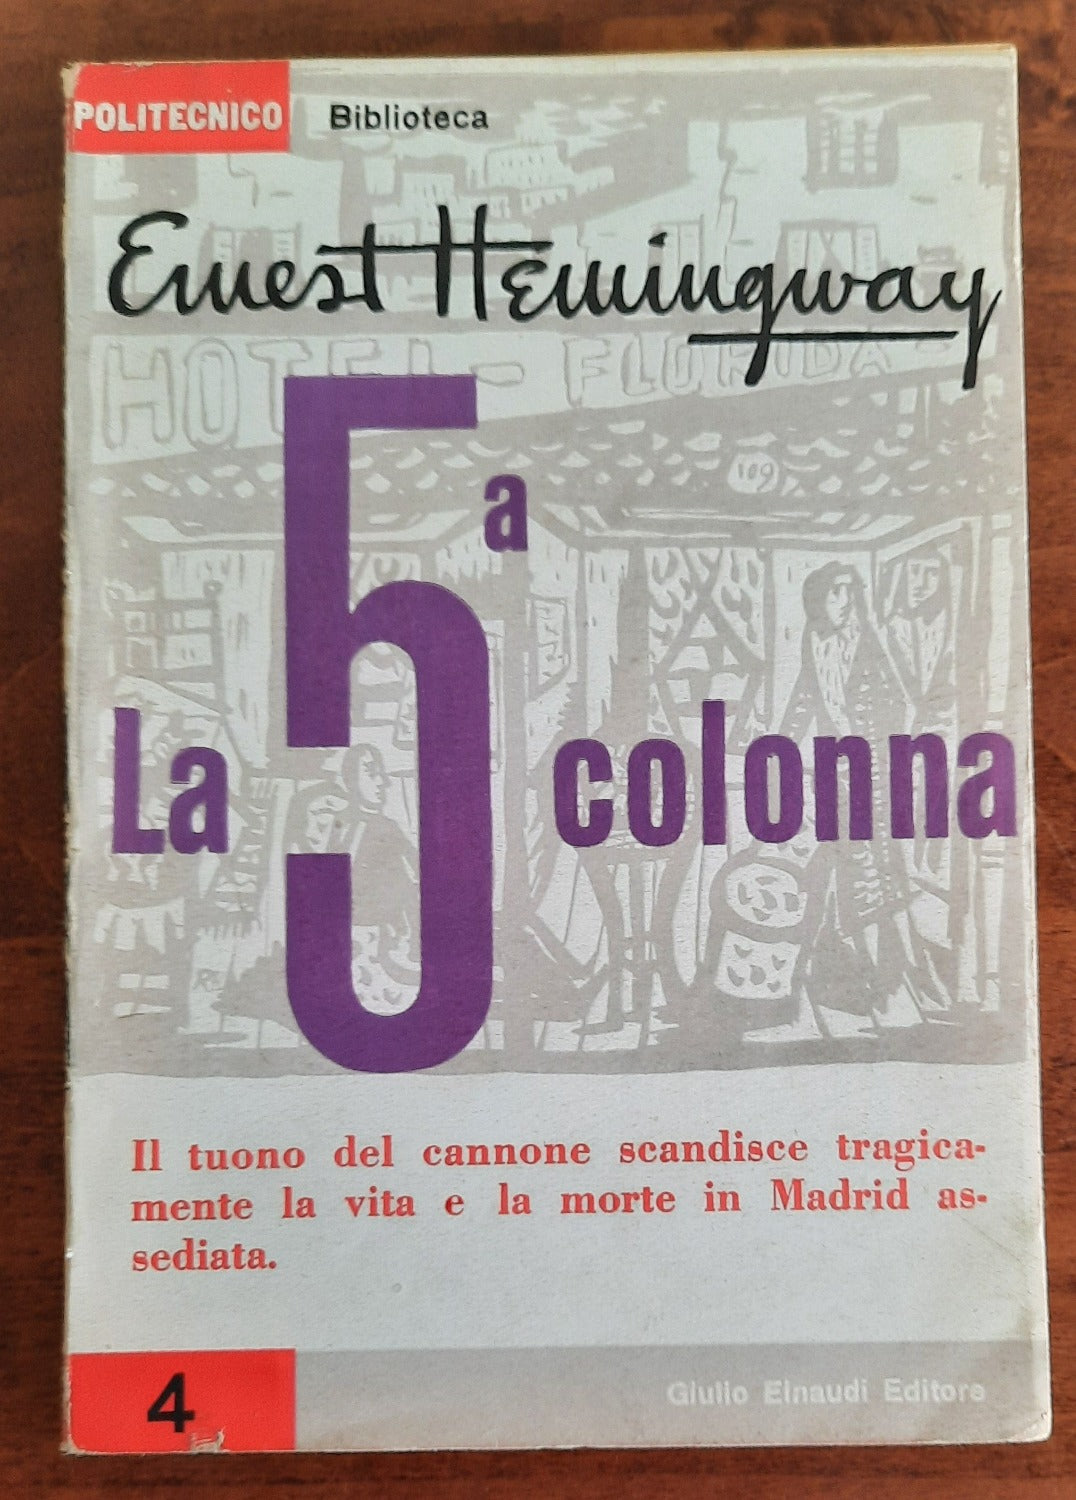 POLITECNICO Biblioteca
Ernest Hemingway
HOTEL - FLORIDA -
109
La 5a colonna
Il tuono del cannone scandisce tragica-
mente la vita e la morte in Madrid as-
sediata.
4
Giulio Einaudi Editore